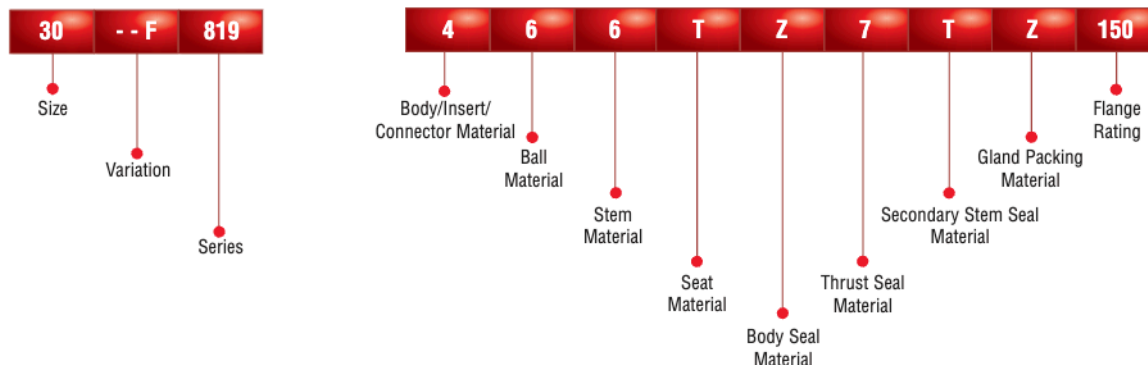 30 - - F 819
4 6 6 T Z 7 T Z 150
Size
Variation
Series
Body/Insert/
Connector Material
Ball
Material
Stem
Material
Seat
Material
Body Seal
Material
Thrust Seal
Material
Secondary Stem Seal
Material
Gland Packing
Material
Flange
Rating